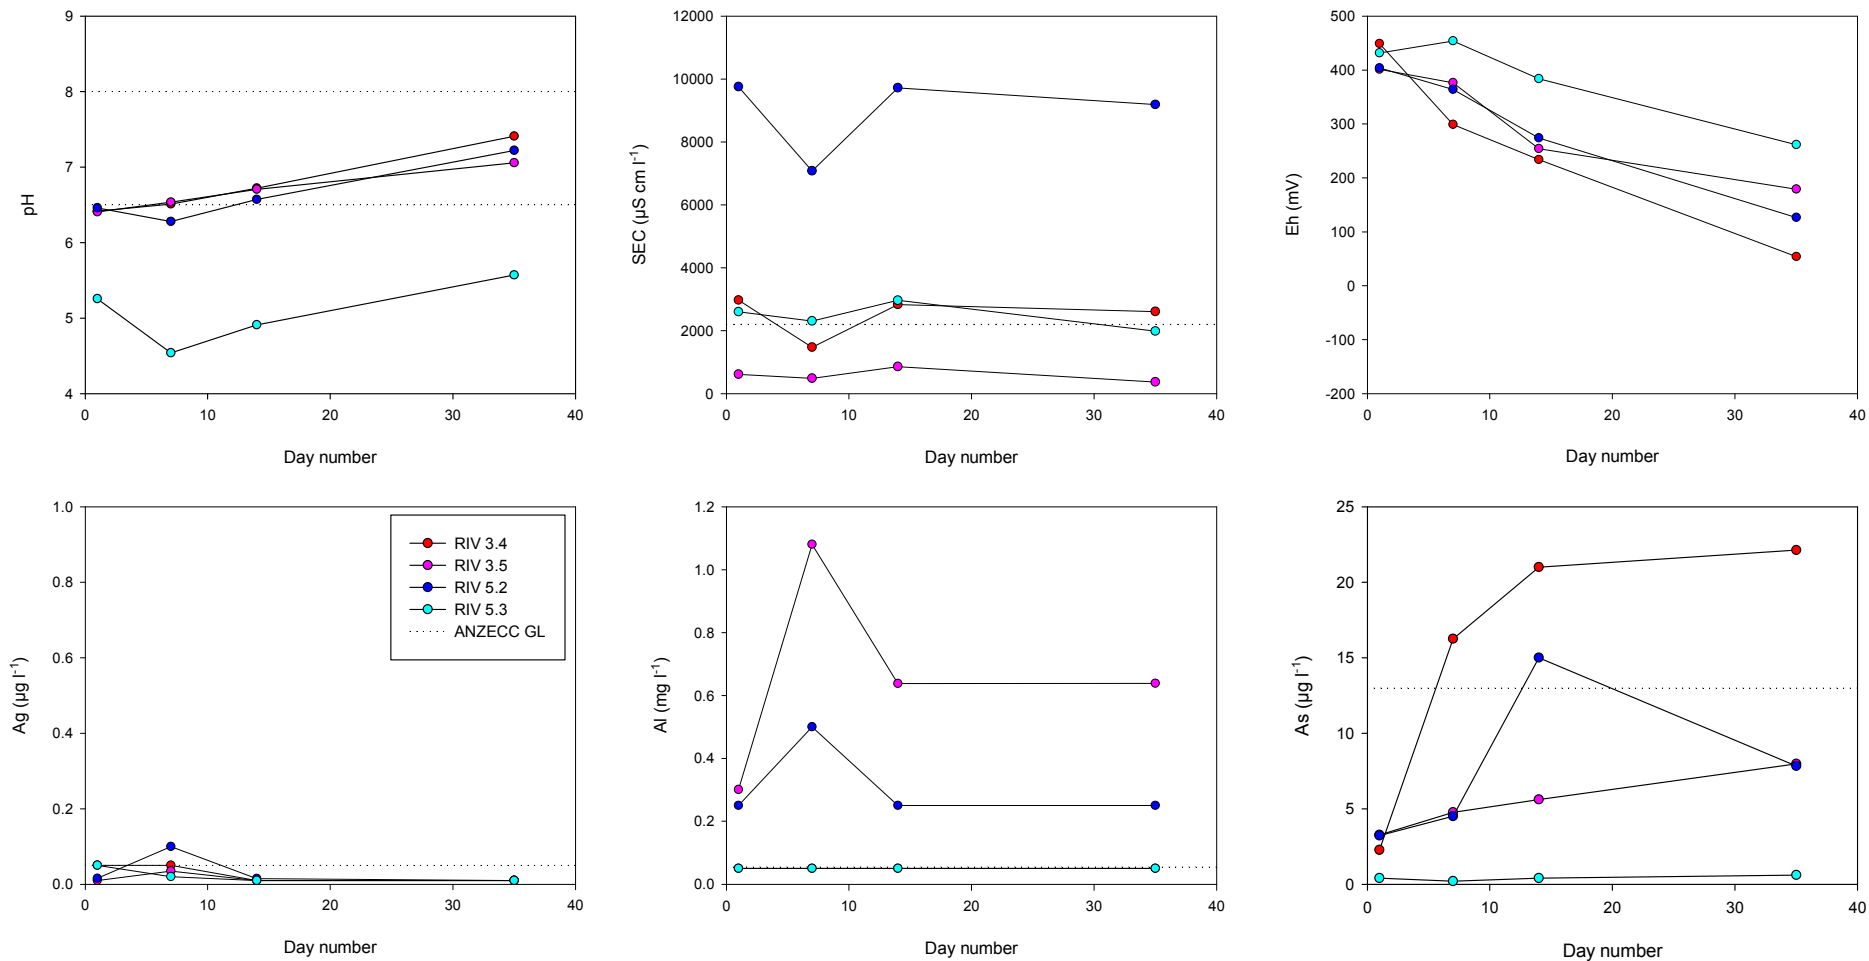 9
8
7
6
5
4
pH
0 10 20 30 40
Day number
12000
10000
8000
6000
4000
2000
0
SEC (µS cm l⁻¹)
0 10 20 30 40
Day number
500
400
300
200
100
0
-100
-200
Eh (mV)
0 10 20 30 40
Day number
1.0
0.8
0.6
0.4
0.2
0.0
Ag (µg l⁻¹)
RIV 3.4
RIV 3.5
RIV 5.2
RIV 5.3
ANZECC GL
0 10 20 30 40
Day number
1.2
1.0
0.8
0.6
0.4
0.2
0.0
Al (mg l⁻¹)
0 10 20 30 40
Day number
25
20
15
10
5
0
As (µg l⁻¹)
0 10 20 30 40
Day number